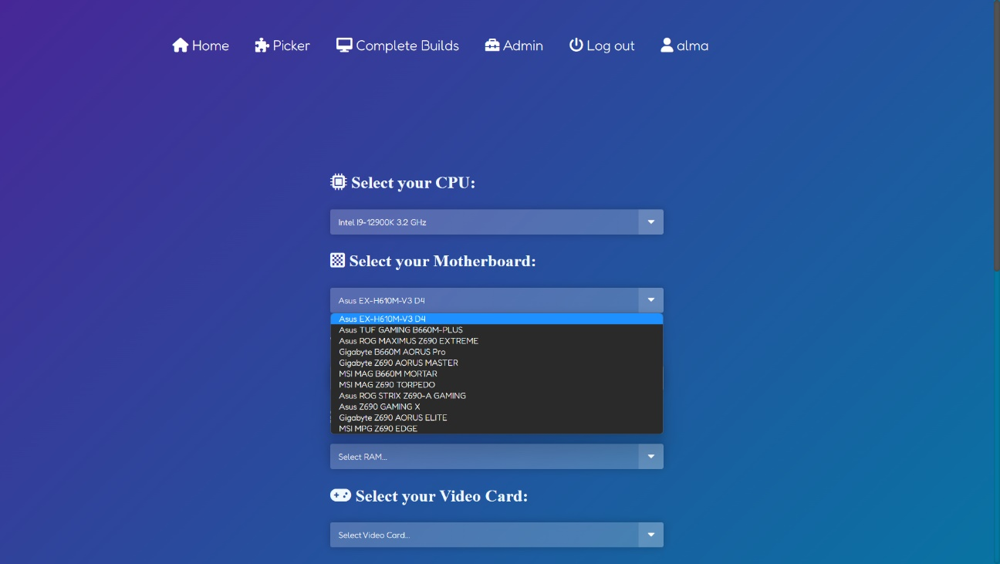 Home Picker Complete Builds Admin Log out alma
Select your CPU:
Intel I9-12900K 3.2 GHz
Select your Motherboard:
Asus EX-H610M-V3 D4
Asus EX-H610M-V3 D4
Asus TUF GAMING B660M-PLUS
Asus ROG MAXIMUS Z690 EXTREME
Gigabyte B660M AORUS Pro
Gigabyte Z690 AORUS MASTER
MSI MAG B660M MORTAR
MSI MAG Z690 TORPEDO
Asus ROG STRIX Z690-A GAMING
Asus Z690 GAMING X
Gigabyte Z690 AORUS ELITE
MSI MPG Z690 EDGE
Select RAM...
Select your Video Card:
Select Video Card...